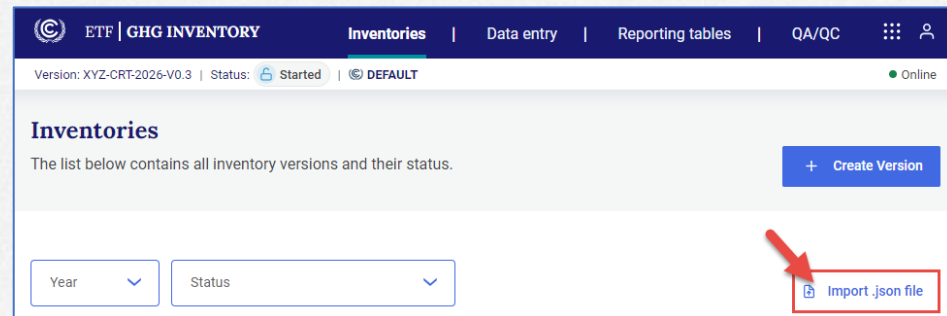 ETF | GHG INVENTORY Inventories | Data entry | Reporting tables | QA/QC
Version: XYZ-CRT-2026-V0.3 | Status: Started | DEFAULT Online
Inventories
The list below contains all inventory versions and their status.
+ Create Version
Year Status
Import .json file